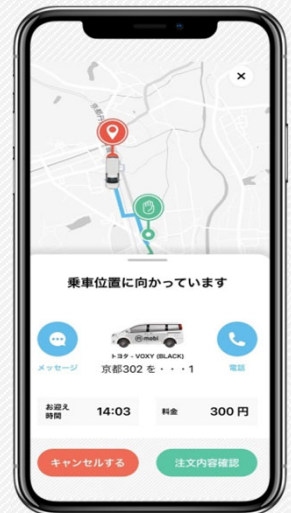 ×
乗車位置に向かっています
mobi
トヨタ - VOXY (BLACK)
京都302 を・・・1
メッセージ
電話
お迎え
時間
14:03
料金
300 円
キャンセルする
注文内容確認